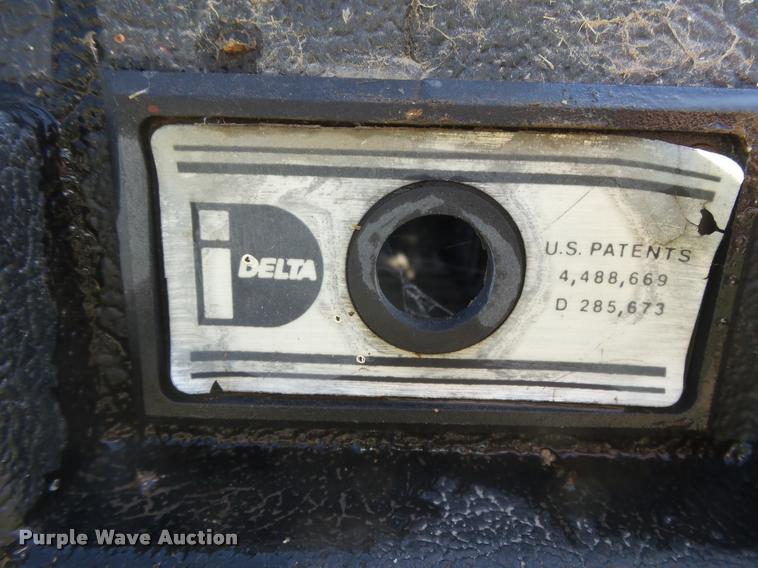 DELTA
U.S. PATENTS
4,488,669
D 285,673
Purple Wave Auction